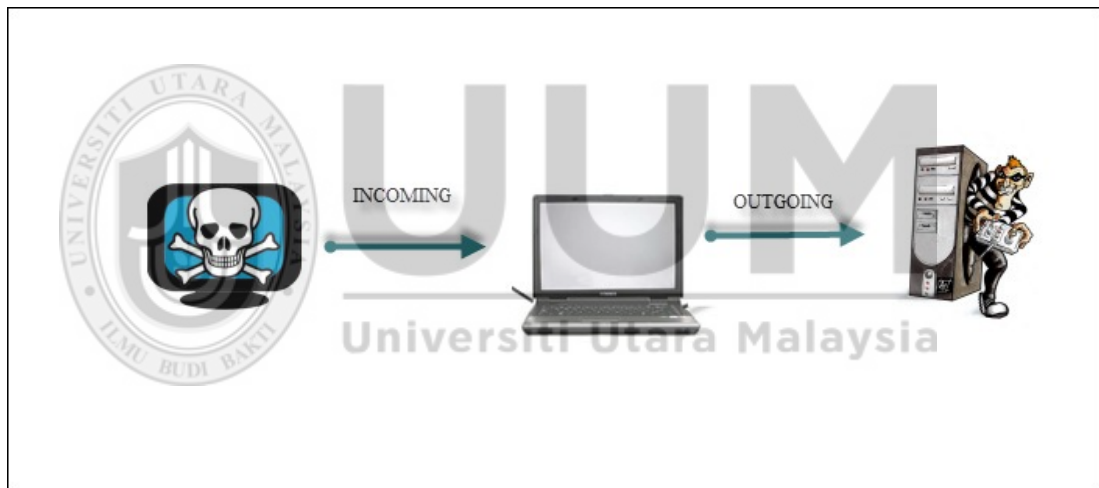 UNIVERSITI UTARA MALAYSIA
UUM
INCOMING
OUTGOING
Universiti Utara Malaysia
ILMU BUDI BAKTI